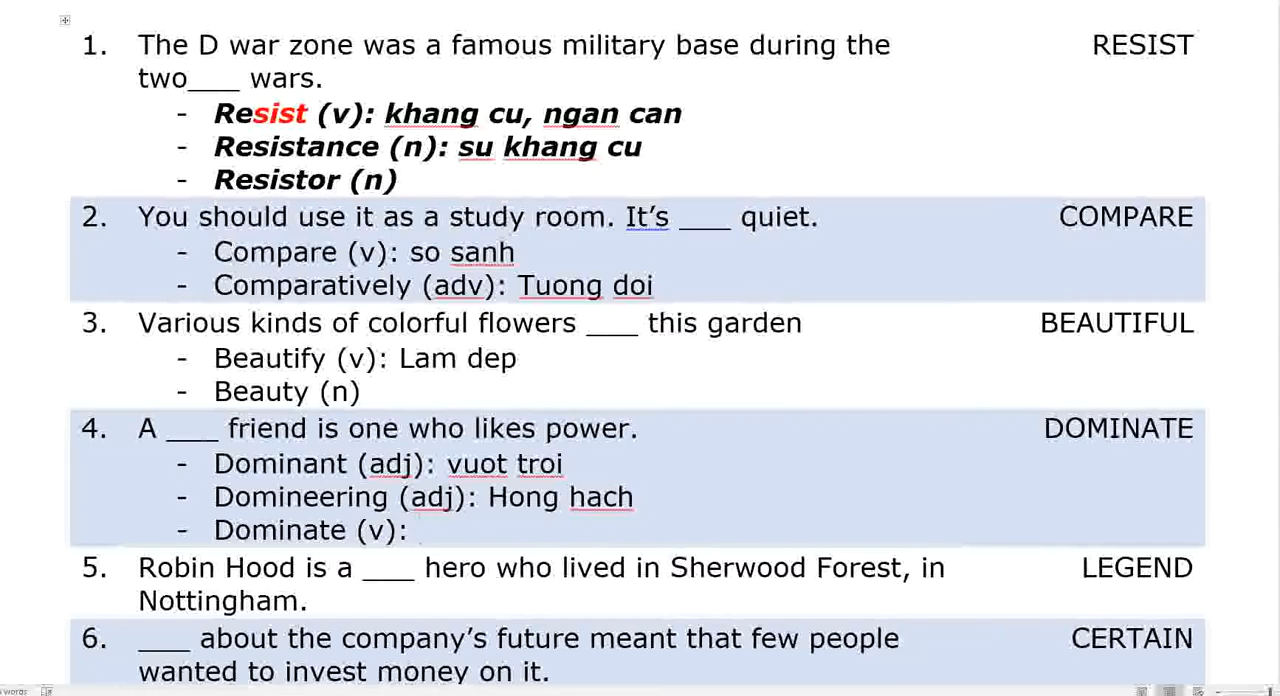 1. The D war zone was a famous military base during the RESIST
two___ wars.
- Resist (v): khang cu, ngan can
- Resistance (n): su khang cu
- Resistor (n)
2. You should use it as a study room. It’s ___ quiet. COMPARE
- Compare (v): so sanh
- Comparatively (adv): Tuong doi
3. Various kinds of colorful flowers ___ this garden BEAUTIFUL
- Beautify (v): Lam dep
- Beauty (n)
4. A ___ friend is one who likes power. DOMINATE
- Dominant (adj): vuot troi
- Domineering (adj): Hong hach
- Dominate (v):
5. Robin Hood is a ___ hero who lived in Sherwood Forest, in LEGEND
Nottingham.
6. ___ about the company’s future meant that few people CERTAIN
wanted to invest money on it.
words